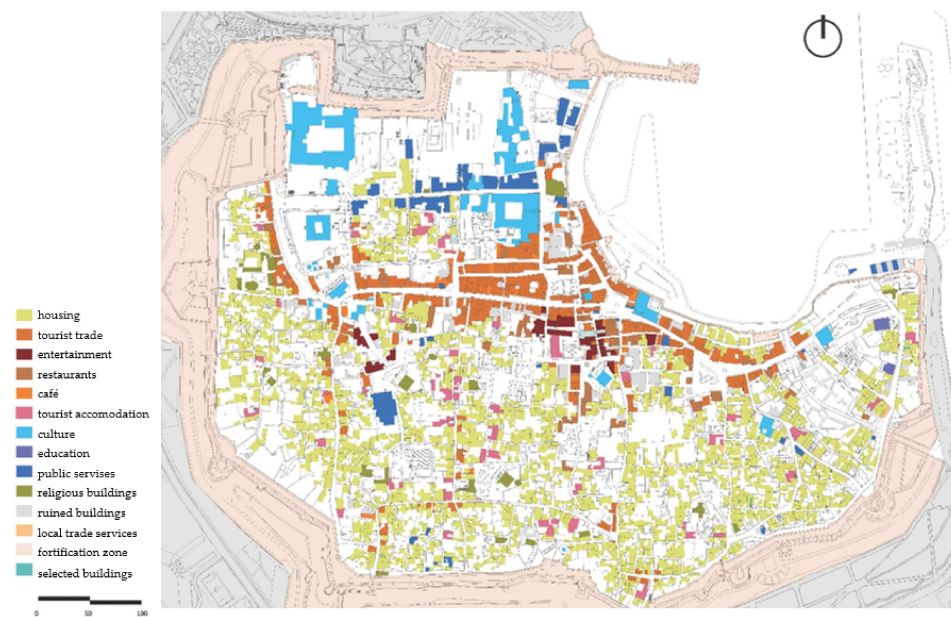 housing
tourist trade
entertainment
restaurants
café
tourist accomodation
culture
education
public servises
religious buildings
ruined buildings
local trade services
fortification zone
selected buildings
0 50 100